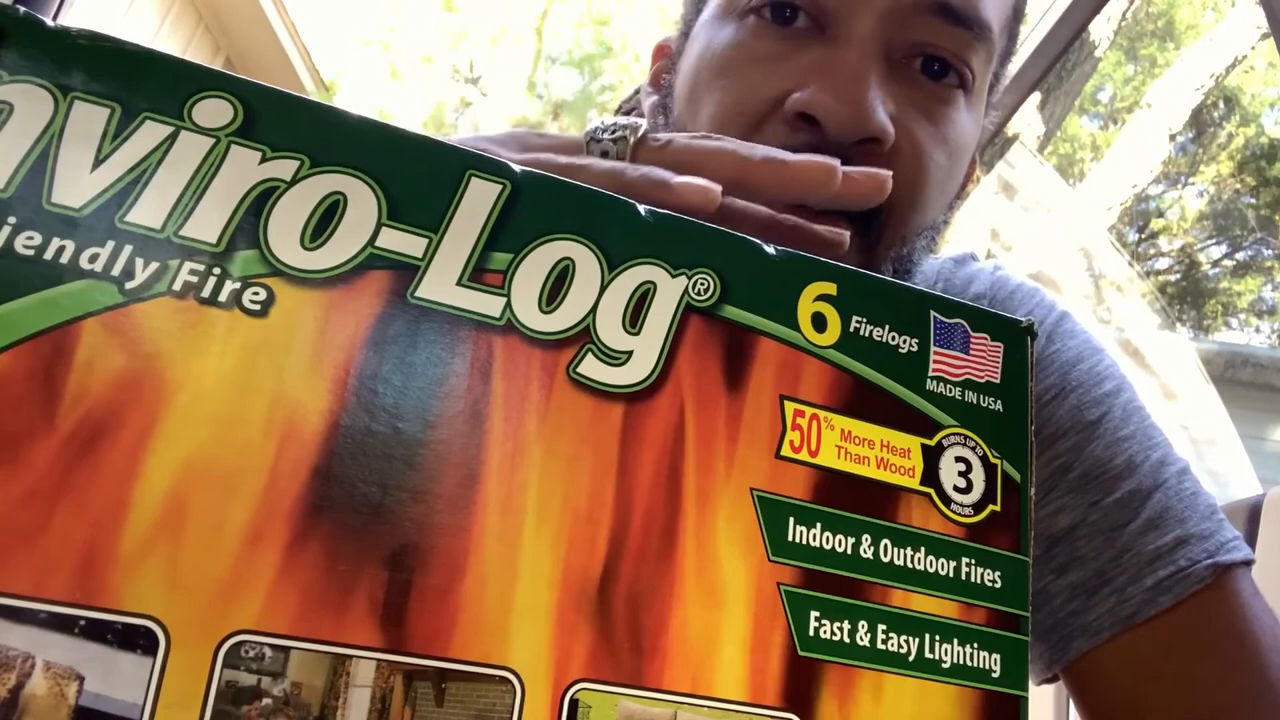 nviro-Log®
iendly Fire
6 Firelogs
MADE IN USA
50% More Heat
Than Wood
BURNS UP TO
3
HOURS
Indoor & Outdoor Fires
Fast & Easy Lighting